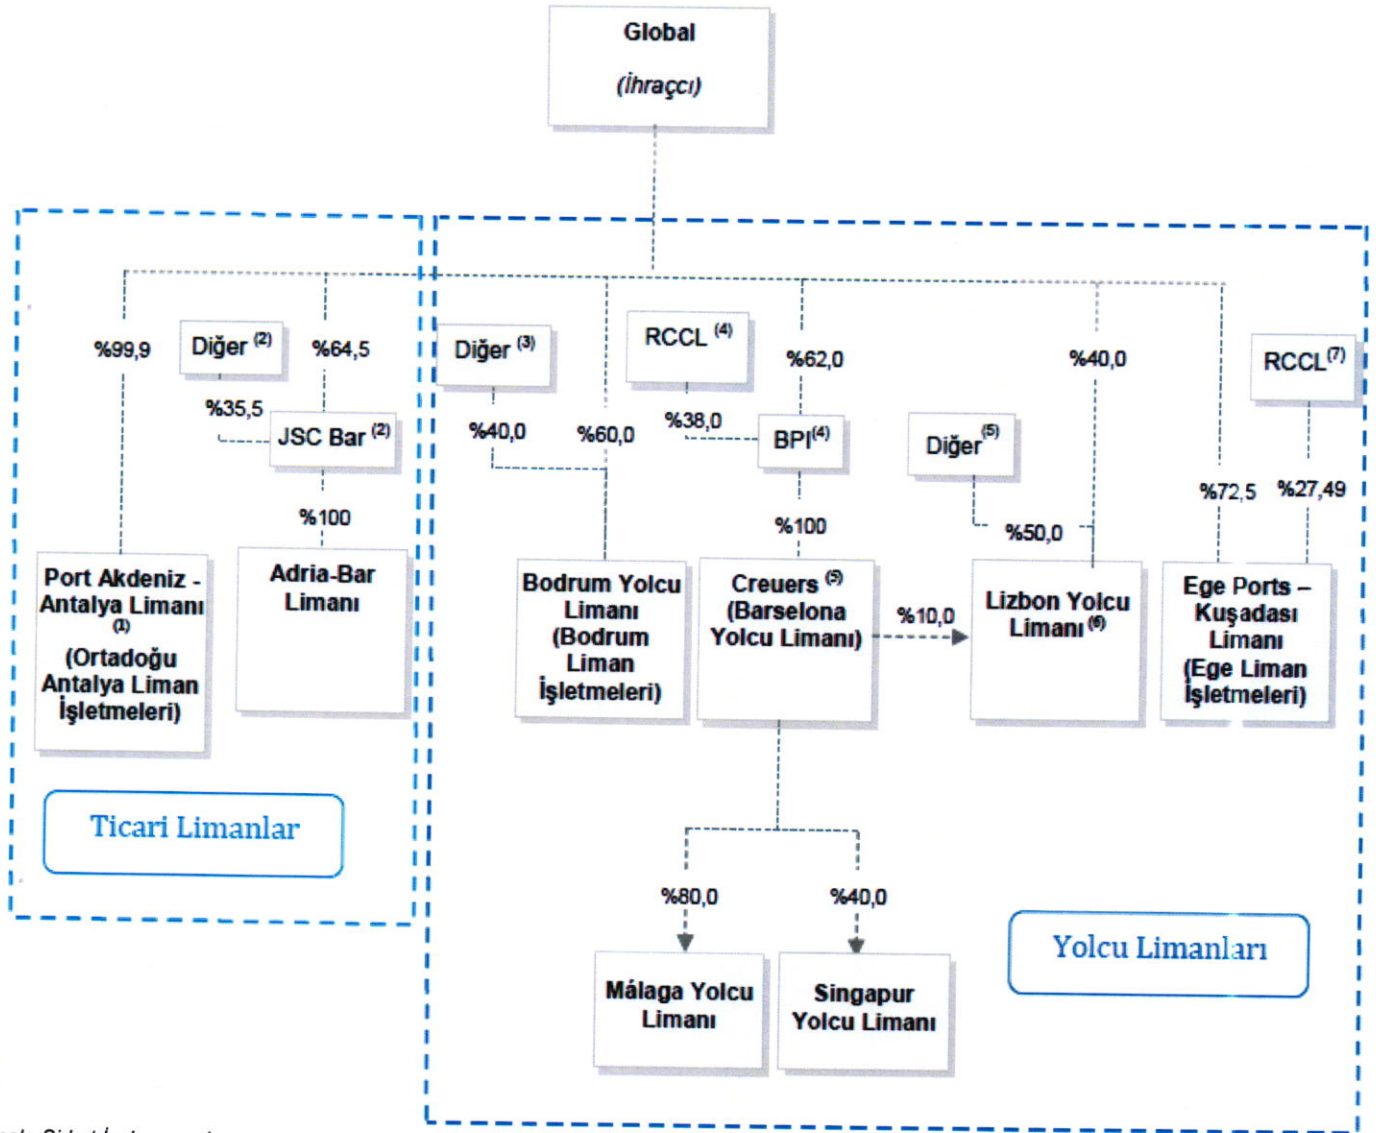 Global
(İhraçcı)
%99,9
Diğer (2)
%64,5
%35,5
JSC Bar (2)
%100
Port Akdeniz -
Antalya Limanı
(1)
(Ortadoğu
Antalya Liman
İşletmeleri)
Adria-Bar
Limanı
Ticari Limanlar
Diğer (3)
%40,0
%60,0
RCCL (4)
%38,0
%62,0
BPI(4)
%100
Diğer(5)
%50,0
%40,0
RCCL(7)
%72,5
%27,49
Bodrum Yolcu
Limanı
(Bodrum
Liman
İşletmeleri)
Creuers (5)
(Barselona
Yolcu Limanı)
%10,0
Lizbon Yolcu
Limanı(6)
Ege Ports –
Kuşadası
Limanı
(Ege Liman
İşletmeleri)
%80,0
%40,0
Málaga Yolcu
Limanı
Singapur
Yolcu Limanı
Yolcu Limanları